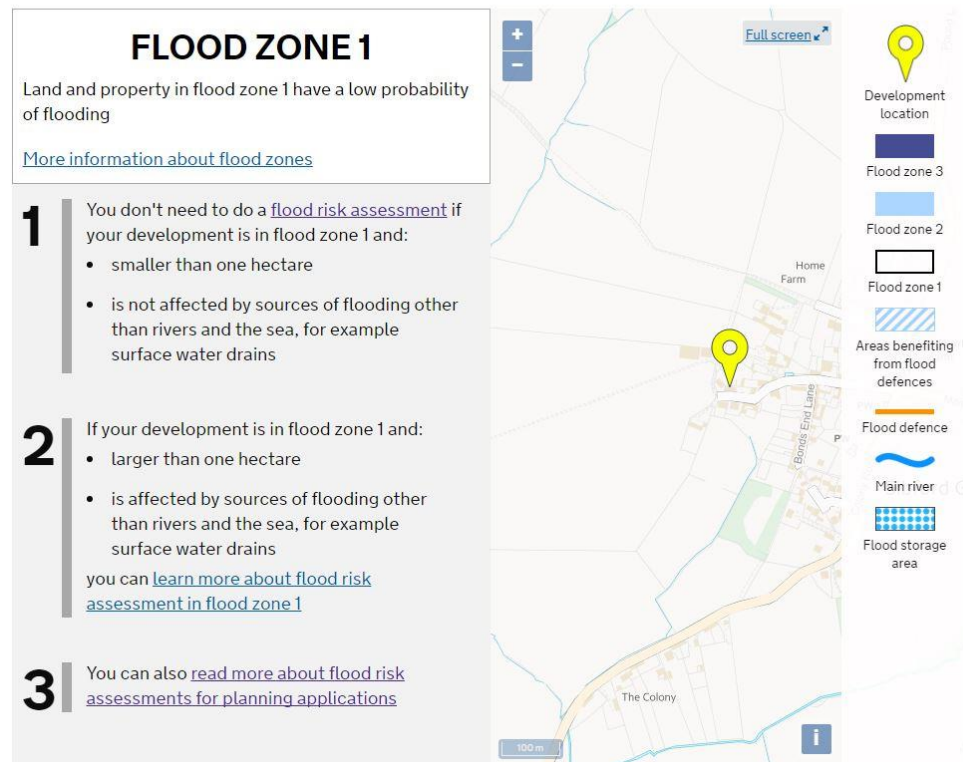 FLOOD ZONE 1
Land and property in flood zone 1 have a low probability
of flooding
More information about flood zones
1
You don't need to do a flood risk assessment if
your development is in flood zone 1 and:
• smaller than one hectare
• is not affected by sources of flooding other
than rivers and the sea, for example
surface water drains
2
If your development is in flood zone 1 and:
• larger than one hectare
• is affected by sources of flooding other
than rivers and the sea, for example
surface water drains
you can learn more about flood risk
assessment in flood zone 1
3
You can also read more about flood risk
assessments for planning applications
+
−
Full screen
Home
Farm
Bonds End Lane
P
The Colony
100 m
i
Development
location
Flood zone 3
Flood zone 2
Flood zone 1
Areas benefiting
from flood
defences
Flood defence
Main river
Flood storage
area